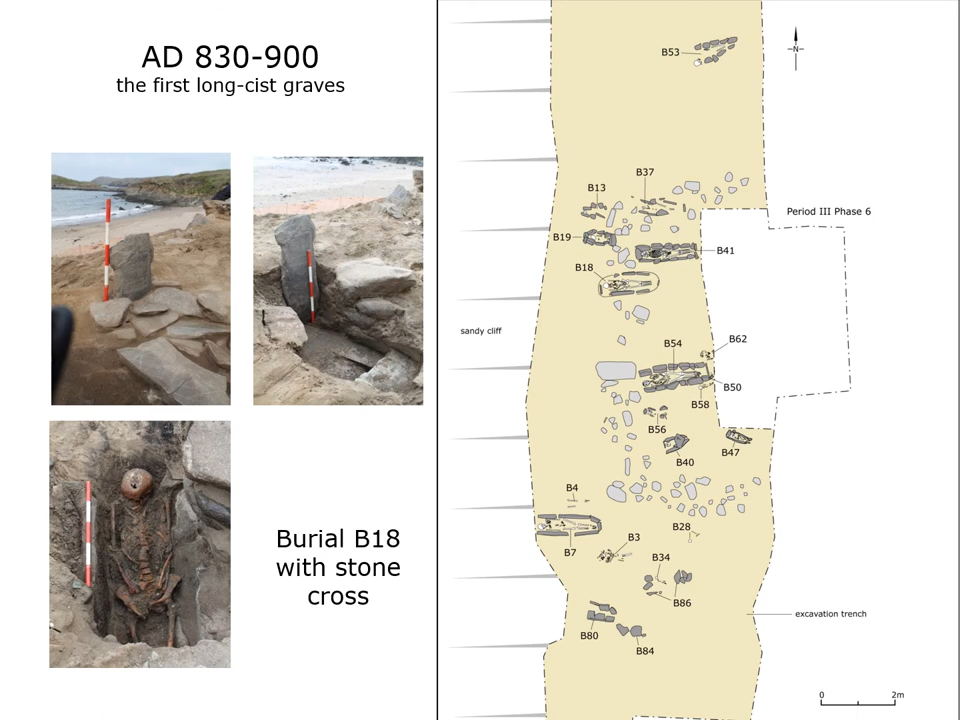 AD 830-900
the first long-cist graves
Burial B18
with stone
cross
N
B53
B37
B13
Period III Phase 6
B19
B41
B18
sandy cliff
B62
B54
B50
B58
B56
B40
B47
B4
B28
B3
B7
B34
B86
excavation trench
B80
B84
0 2m